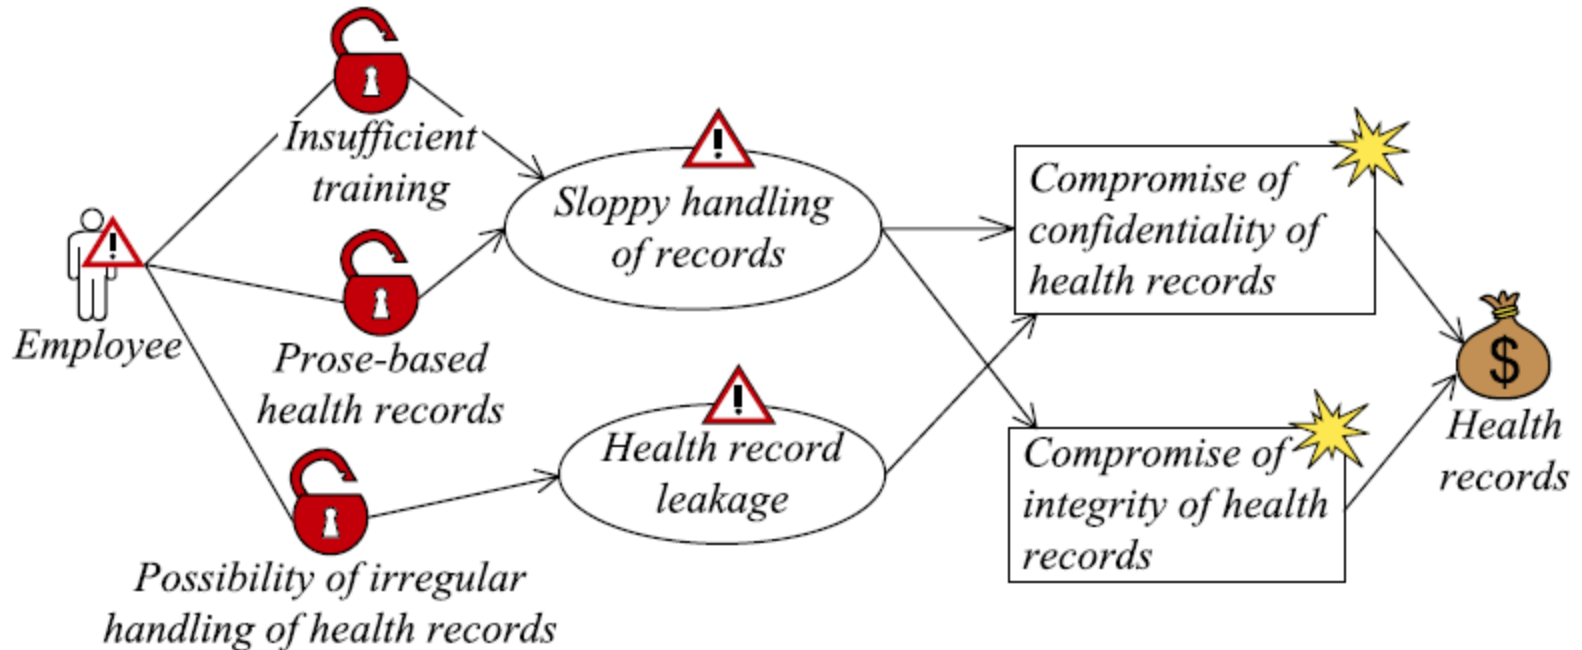 Insufficient
training
Employee
Prose-based
health records
Possibility of irregular
handling of health records
Sloppy handling
of records
Health record
leakage
Compromise of
confidentiality of
health records
Compromise of
integrity of health
records
$
Health
records